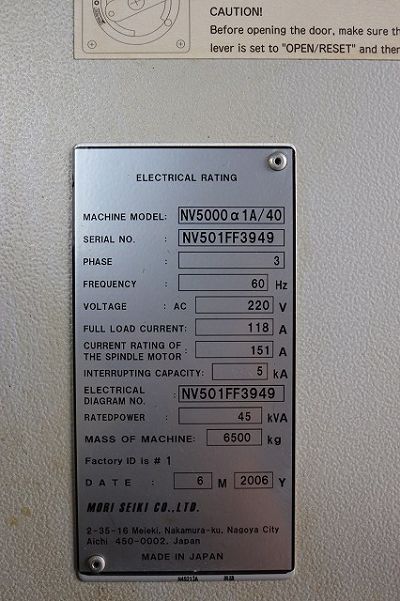 CAUTION!
Before opening the door, make sure th
lever is set to "OPEN/RESET" and then
ELECTRICAL RATING
MACHINE MODEL: NV5000α1A/40
SERIAL NO. : NV501FF3949
PHASE : 3
FREQUENCY : 60 Hz
VOLTAGE : AC 220 V
FULL LOAD CURRENT: 118 A
CURRENT RATING OF
THE SPINDLE MOTOR: 151 A
INTERRUPTING CAPACITY: 5 kA
ELECTRICAL
DIAGRAM NO. : NV501FF3949
RATEDPOWER : 45 kVA
MASS OF MACHINE: 6500 kg
Factory ID Is # 1
DATE : 6 M 2006 Y
MORI SEIKI CO.,LTD.
2-35-16 Meieki, Nakamura-ku, Nagoya City
Aichi 450-0002, Japan
MADE IN JAPAN